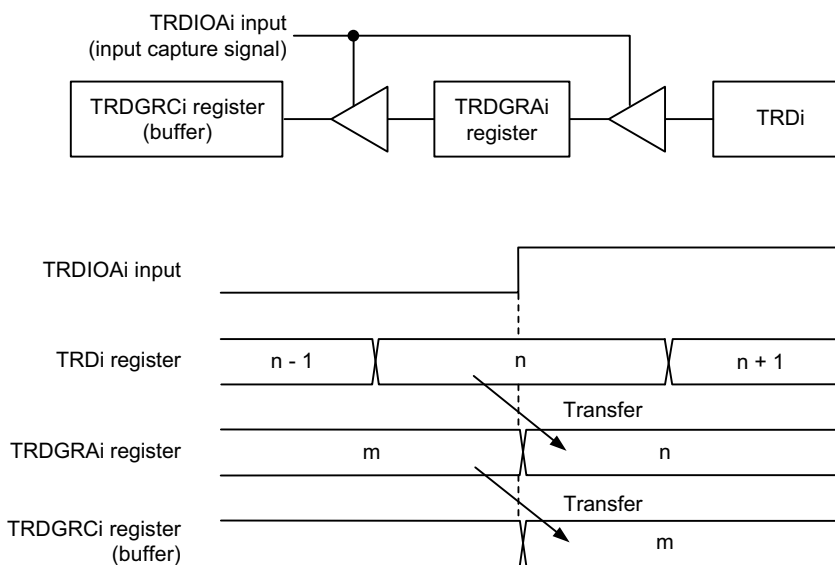 TRDIOAi input
(input capture signal)
TRDGRCi register
(buffer)
TRDGRAi
register
TRDi
TRDIOAi input
TRDi register
n - 1
n
n + 1
Transfer
TRDGRAi register
m
n
Transfer
TRDGRCi register
(buffer)
m